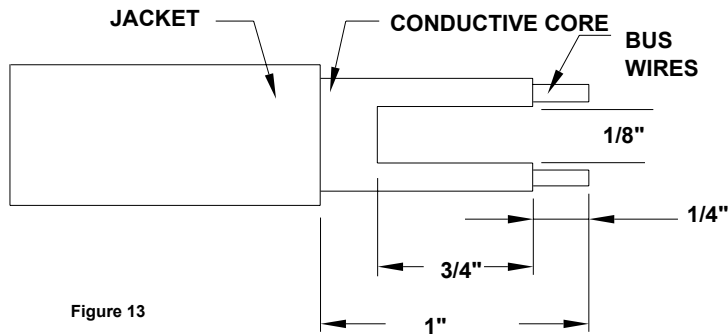 JACKET
CONDUCTIVE CORE
BUS
WIRES
1/8"
1/4"
3/4"
1"
Figure 13